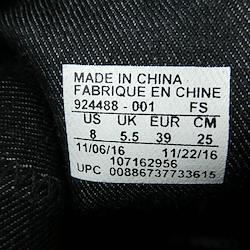 MADE IN CHINA
FABRIQUE EN CHINE
924488 - 001 FS
US UK EUR CM
8 5.5 39 25
11/06/16 11/22/16
107162956
UPC 00886737733615